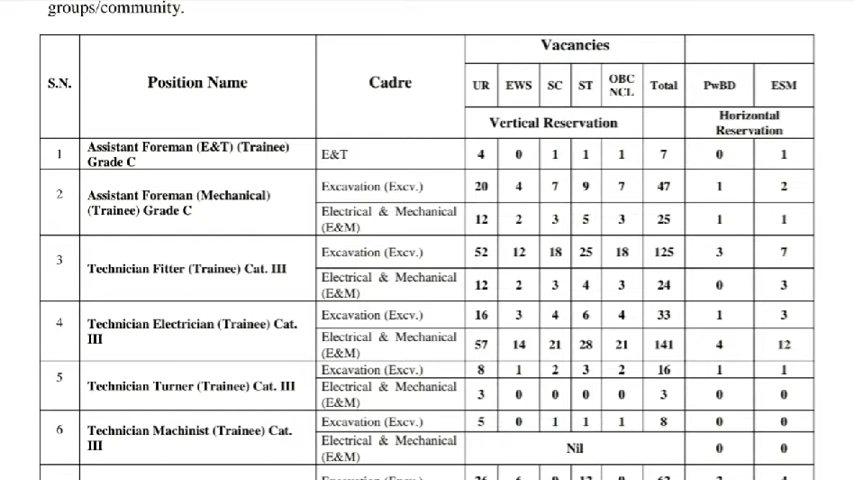 groups/community.
S.N. Position Name Cadre Vacancies
UR EWS SC ST OBC NCL Total PwBD ESM
Vertical Reservation Horizontal Reservation
1 Assistant Foreman (E&T) (Trainee) Grade C E&T 4 0 1 1 1 7 0 1
2 Assistant Foreman (Mechanical) (Trainee) Grade C Excavation (Excv.) 20 4 7 9 7 47 1 2
Electrical & Mechanical (E&M) 12 2 3 5 3 25 1 1
3 Technician Fitter (Trainee) Cat. III Excavation (Excv.) 52 12 18 25 18 125 3 7
Electrical & Mechanical (E&M) 12 2 3 4 3 24 0 3
4 Technician Electrician (Trainee) Cat. III Excavation (Excv.) 16 3 4 6 4 33 1 3
Electrical & Mechanical (E&M) 57 14 21 28 21 141 4 12
5 Technician Turner (Trainee) Cat. III Excavation (Excv.) 8 1 2 3 2 16 1 1
Electrical & Mechanical (E&M) 3 0 0 0 0 3 0 0
6 Technician Machinist (Trainee) Cat. III Excavation (Excv.) 5 0 1 1 1 8 0 0
Electrical & Mechanical (E&M) Nil 0 0